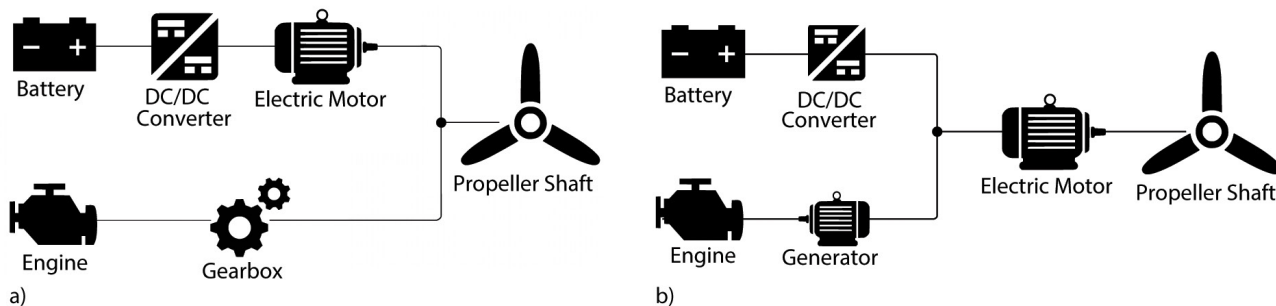 Battery
DC/DC
Converter
Electric Motor
Propeller Shaft
Engine
Gearbox
a)
Battery
DC/DC
Converter
Electric Motor
Propeller Shaft
Engine
Generator
b)